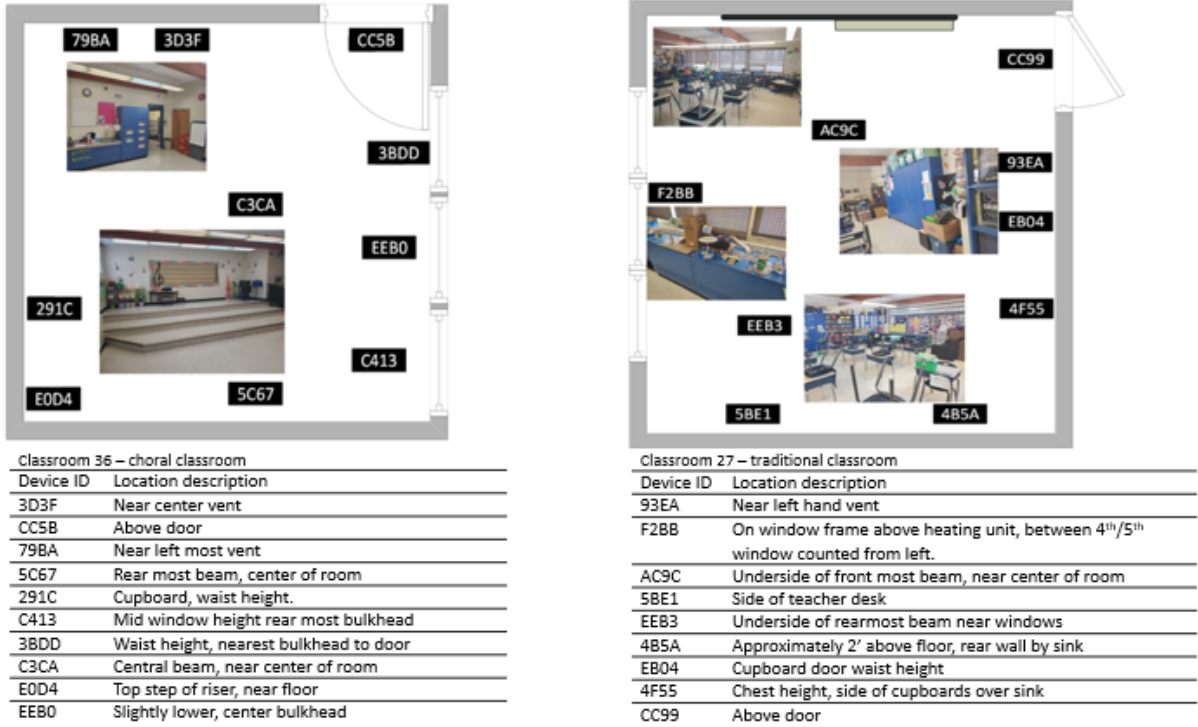 79BA 3D3F CC5B
3BDD
C3CA
EEB0
291C
C413
E0D4 5C67
Classroom 36 – choral classroom
Device ID Location description
3D3F Near center vent
CC5B Above door
79BA Near left most vent
5C67 Rear most beam, center of room
291C Cupboard, waist height.
C413 Mid window height rear most bulkhead
3BDD Waist height, nearest bulkhead to door
C3CA Central beam, near center of room
E0D4 Top step of riser, near floor
EEB0 Slightly lower, center bulkhead
CC99
AC9C
93EA
F2BB
EB04
4F55
EEB3
5BE1 4B5A
Classroom 27 – traditional classroom
Device ID Location description
93EA Near left hand vent
F2BB On window frame above heating unit, between 4th/5th
window counted from left.
AC9C Underside of front most beam, near center of room
5BE1 Side of teacher desk
EEB3 Underside of rearmost beam near windows
4B5A Approximately 2’ above floor, rear wall by sink
EB04 Cupboard door waist height
4F55 Chest height, side of cupboards over sink
CC99 Above door